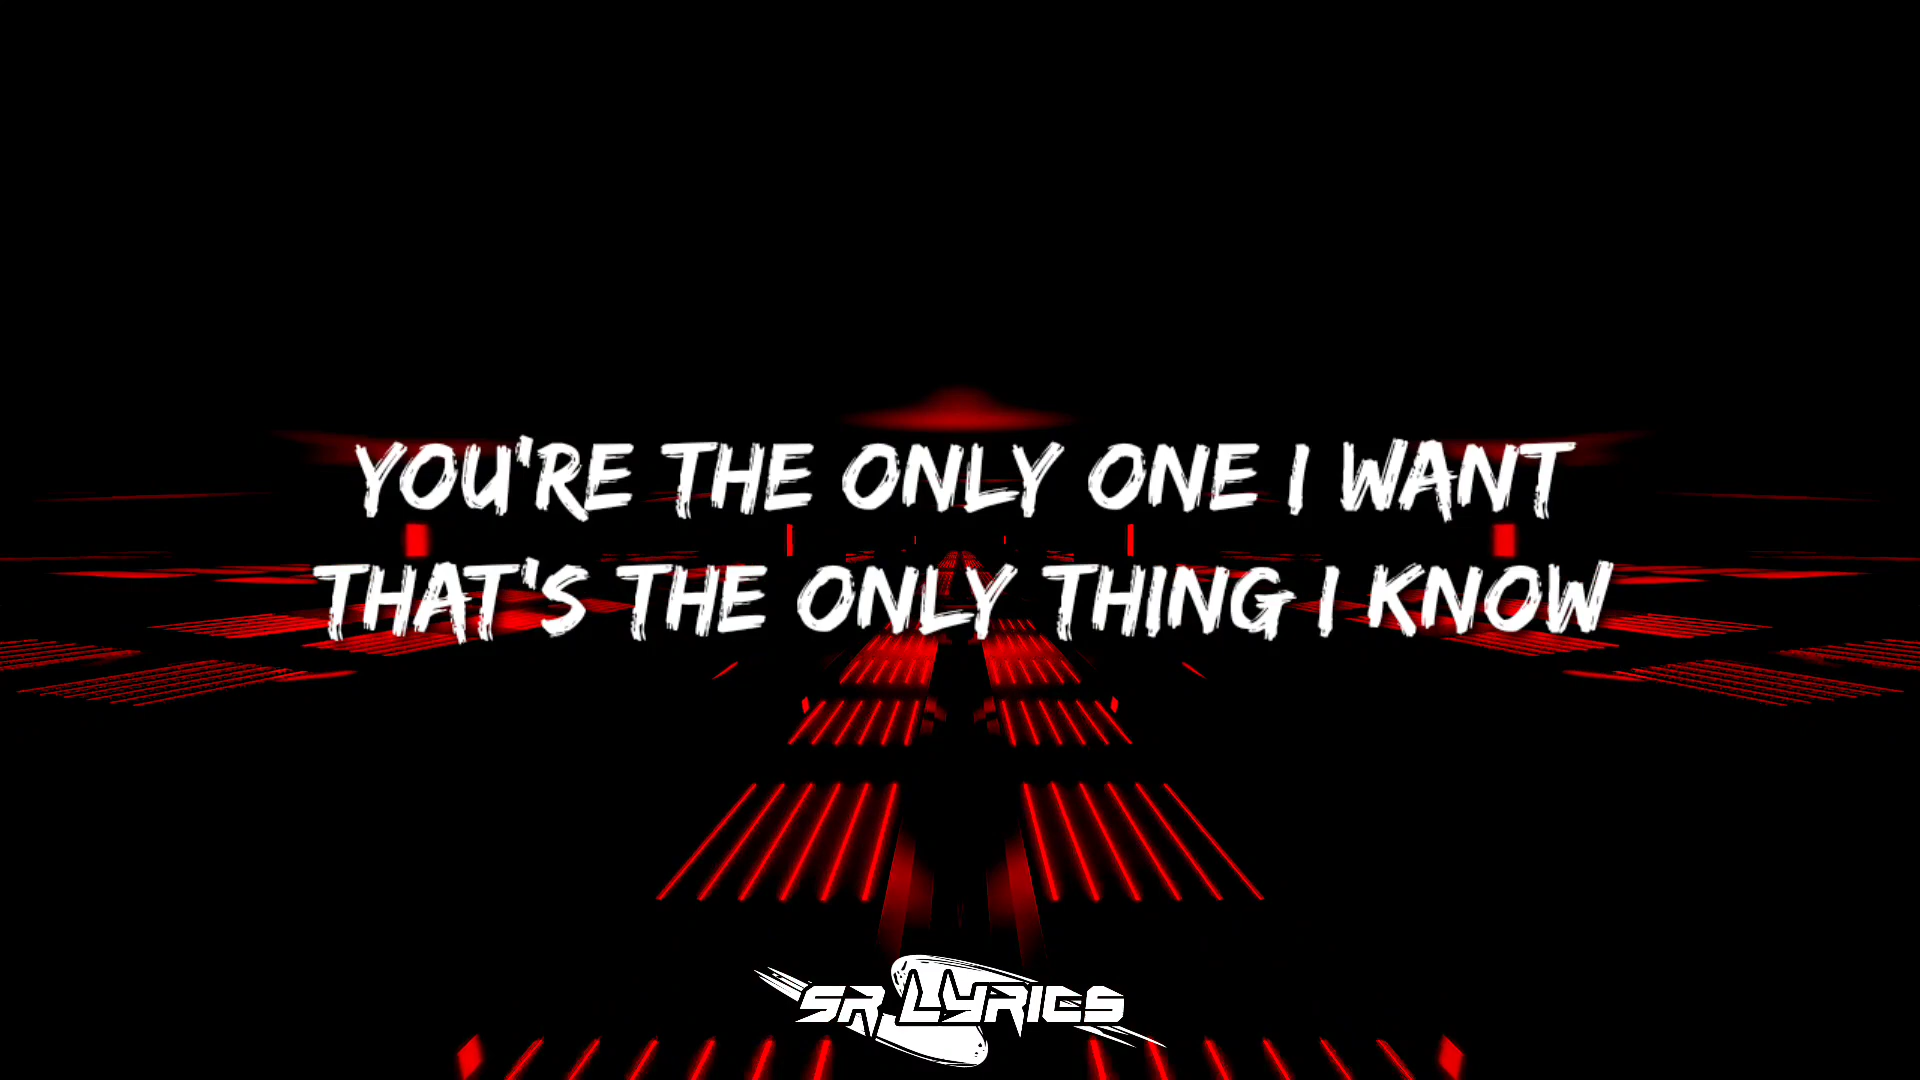 YOU'RE THE ONLY ONE I WANT
THAT'S THE ONLY THING I KNOW
SR LYRICS